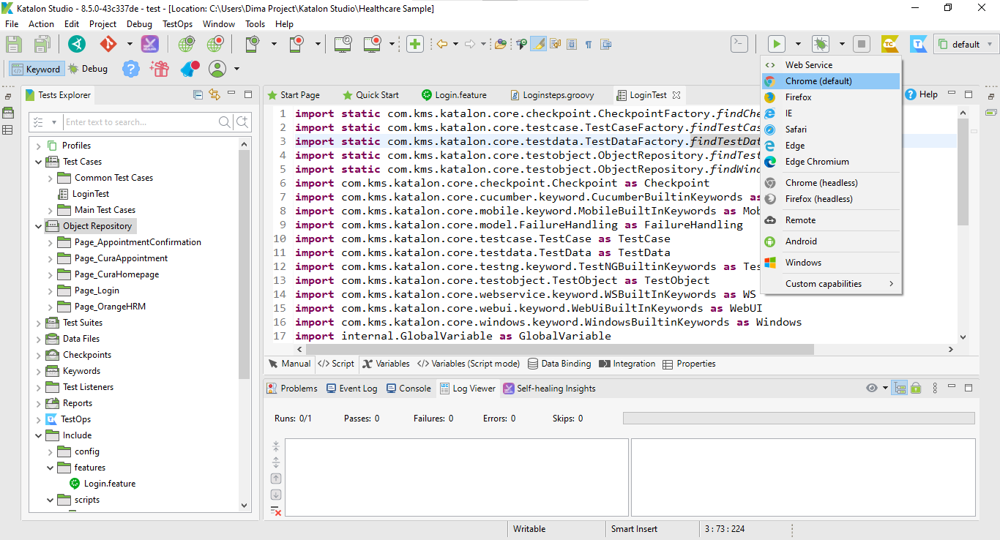 Katalon Studio - 8.5.0-43c337de - test - [Location: C:\Users\Dima Project\Katalon Studio\Healthcare Sample]
File Action Edit Project Debug TestOps Window Tools Help
default
Keyword Debug
Tests Explorer
Enter text to search...
Profiles
Test Cases
Common Test Cases
LoginTest
Main Test Cases
Object Repository
Page_AppointmentConfirmation
Page_CuraAppointment
Page_CuraHomepage
Page_Login
Page_OrangeHRM
Test Suites
Data Files
Checkpoints
Keywords
Test Listeners
Reports
TestOps
Include
config
features
Login.feature
scripts
Start Page Quick Start Login.feature Loginsteps.groovy LoginTest Help
1 import static com.kms.katalon.core.checkpoint.CheckpointFactory.findChe
2 import static com.kms.katalon.core.testcase.TestCaseFactory.findTestCas
3 import static com.kms.katalon.core.testdata.TestDataFactory.findTestDat
4 import static com.kms.katalon.core.testobject.ObjectRepository.findTest
5 import static com.kms.katalon.core.testobject.ObjectRepository.findWind
6 import com.kms.katalon.core.checkpoint.Checkpoint as Checkpoint
7 import com.kms.katalon.core.cucumber.keyword.CucumberBuiltinKeywords as
8 import com.kms.katalon.core.mobile.keyword.MobileBuiltInKeywords as Mob
9 import com.kms.katalon.core.model.FailureHandling as FailureHandling
10 import com.kms.katalon.core.testcase.TestCase as TestCase
11 import com.kms.katalon.core.testdata.TestData as TestData
12 import com.kms.katalon.core.testng.keyword.TestNGBuiltinKeywords as Tes
13 import com.kms.katalon.core.testobject.TestObject as TestObject
14 import com.kms.katalon.core.webservice.keyword.WSBuiltInKeywords as WS
15 import com.kms.katalon.core.webui.keyword.WebUiBuiltInKeywords as WebUI
16 import com.kms.katalon.core.windows.keyword.WindowsBuiltinKeywords as Windows
17 import internal.GlobalVariable as GlobalVariable
Web Service
Chrome (default)
Firefox
IE
Safari
Edge
Edge Chromium
Chrome (headless)
Firefox (headless)
Remote
Android
Windows
Custom capabilities
Manual </> Script Variables </> Variables (Script mode) Data Binding Integration Properties
Problems Event Log Console Log Viewer Self-healing Insights
Runs: 0/1 Passes: 0 Failures: 0 Errors: 0 Skips: 0
Writable Smart Insert 3 : 73 : 224